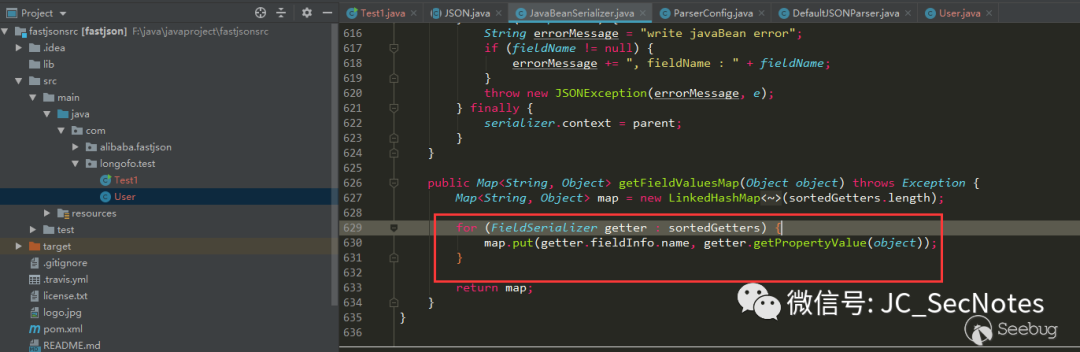 Project
fastjsonsrc [fastjson] F:\java\javaproject\fastjsonsrc
.idea
lib
src
main
java
com
alibaba.fastjson
longofo.test
Test1
User
resources
test
target
.gitignore
.travis.yml
license.txt
logo.jpg
pom.xml
README.md
Test1.java JSON.java JavaBeanSerializer.java ParserConfig.java DefaultJSONParser.java User.java
616 String errorMessage = "write javaBean error";
617 if (fieldName != null) {
618 errorMessage += ", fieldName : " + fieldName;
619 }
620 throw new JSONException(errorMessage, e);
621 } finally {
622 serializer.context = parent;
623 }
624 }
625
626 public Map<String, Object> getFieldValuesMap(Object object) throws Exception {
627 Map<String, Object> map = new LinkedHashMap<~>(sortedGetters.length);
628
629 for (FieldSerializer getter : sortedGetters) {
630 map.put(getter.fieldInfo.name, getter.getPropertyValue(object));
631 }
632
633 return map;
634 }
635 }
636
微信号: JC_SecNotes
Seebug